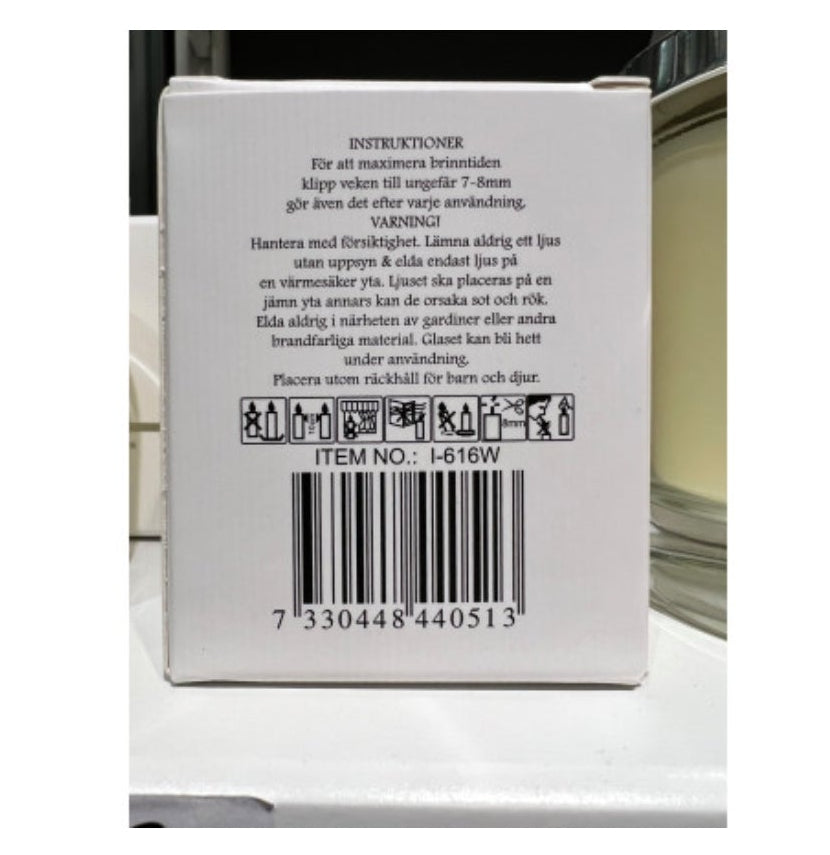 INSTRUKTIONER
För att maximera brinntiden
klipp veken till ungefär 7-8mm
gör även det efter varje användning.
VARNING!
Hantera med försiktighet. Lämna aldrig ett ljus
utan uppsyn & elda endast ljus på
en värmesäker yta. Ljuset ska placeras på en
jämn yta annars kan de orsaka sot och rök.
Elda aldrig i närheten av gardiner eller andra
brandfarliga material. Glaset kan bli hett
under användning.
Placera utom räckhåll för barn och djur.
8mm
ITEM NO.: I-616W
7 330448 440513